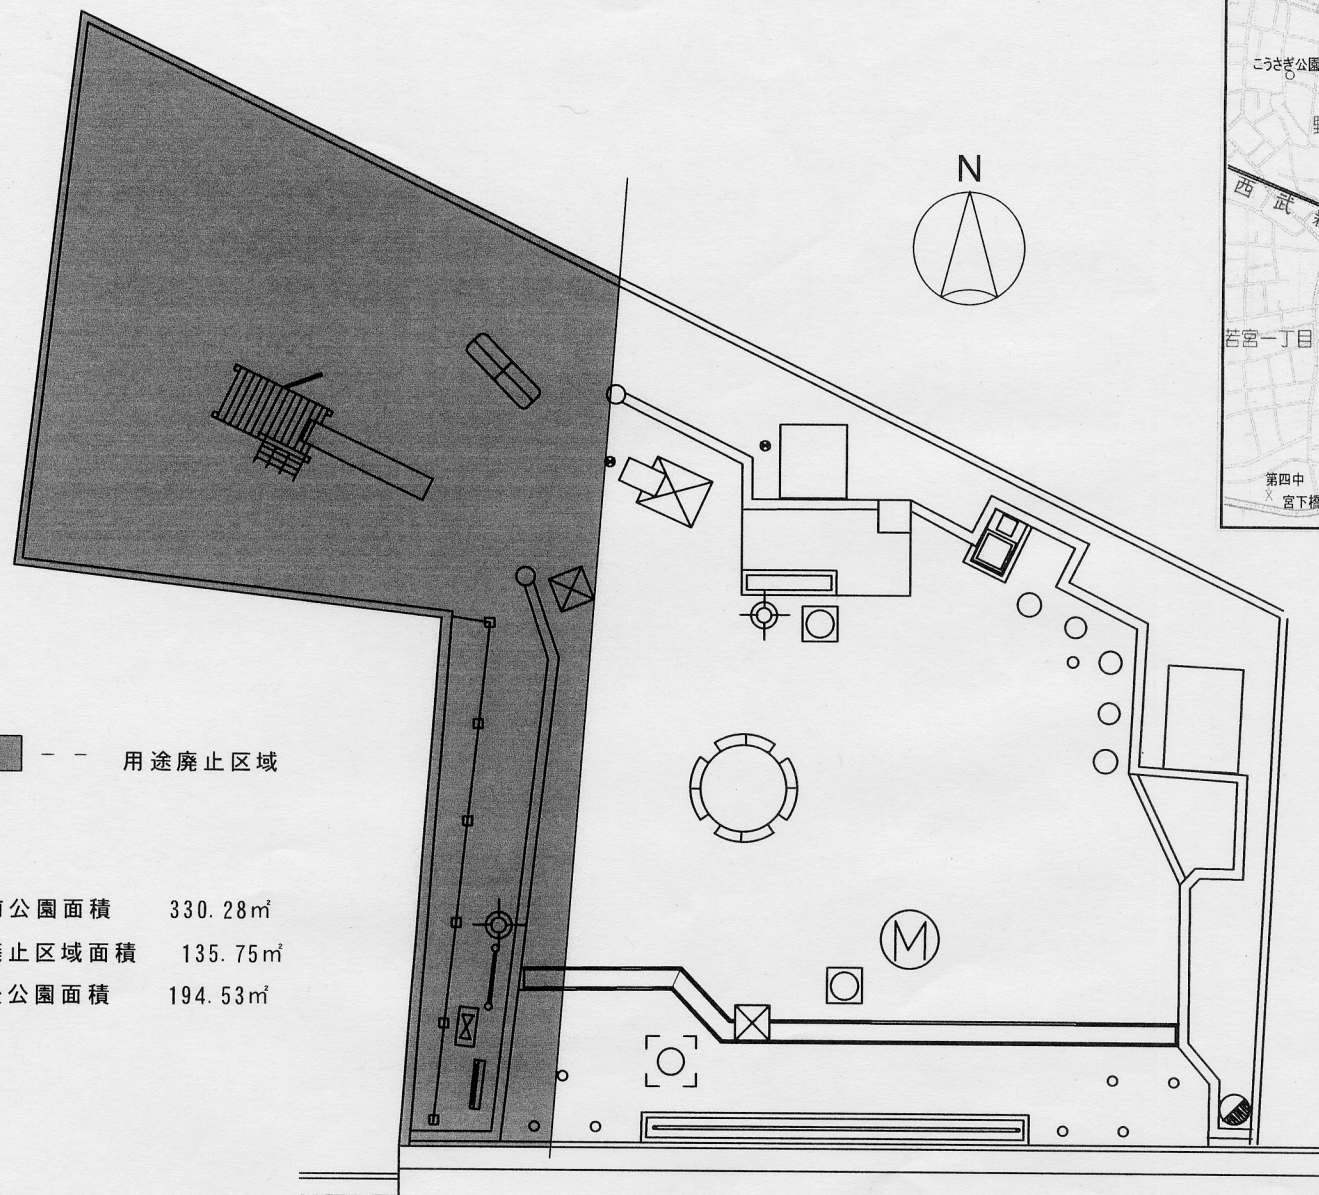 こうさぎ公園
N
西武
若宮一丁目
第四中
宮下橋
用途廃止区域
公園面積 330.28㎡
止区域面積 135.75㎡
公園面積 194.53㎡
M